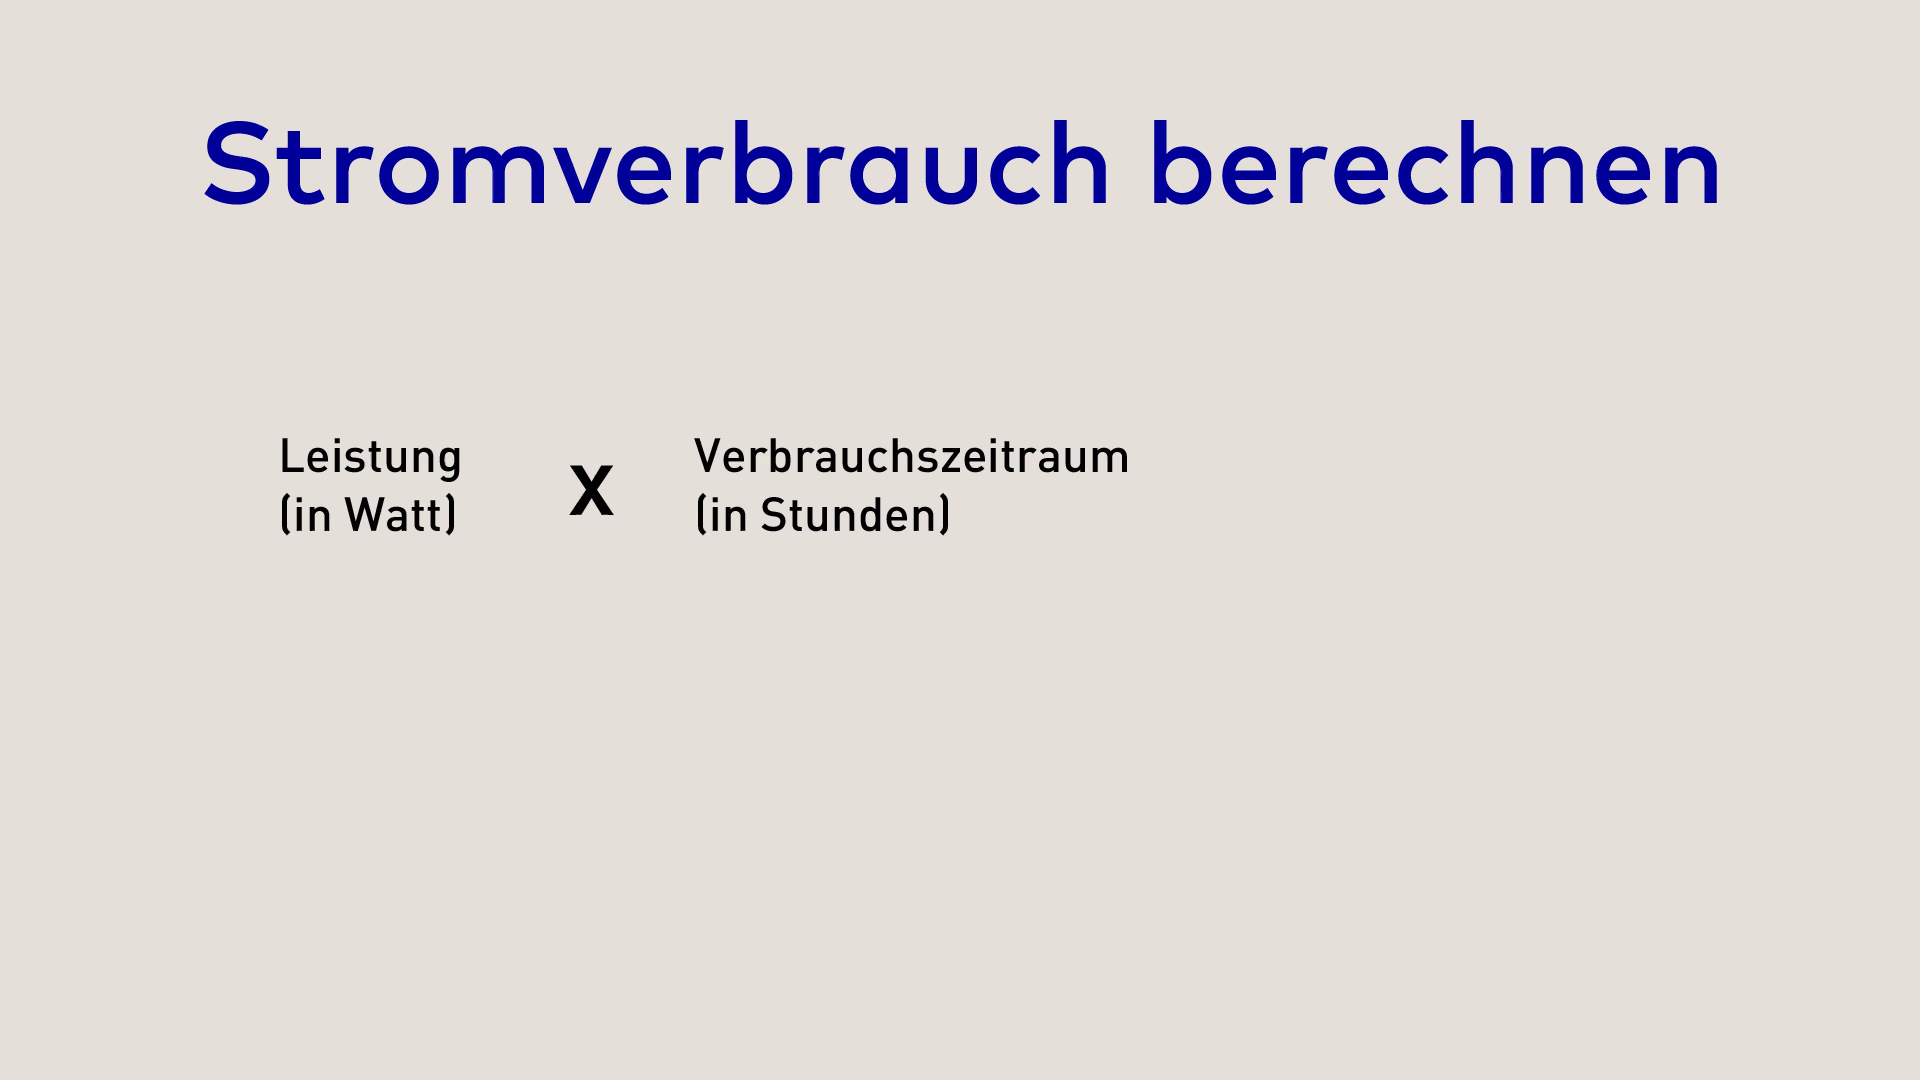 Stromverbrauch berechnen
Leistung
(in Watt)
X
Verbrauchszeitraum
(in Stunden)